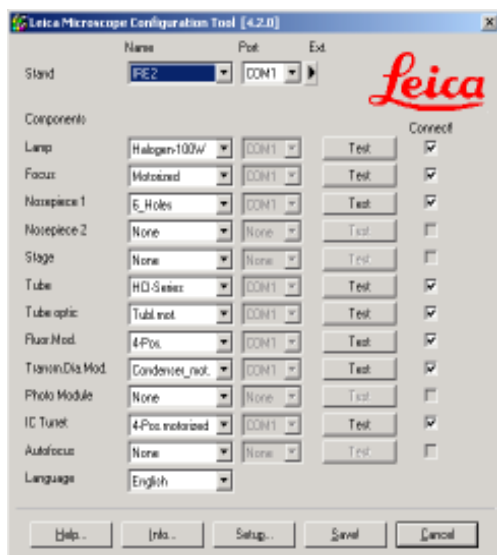 Leica Microscope Configuration Tool [4.2.0]
Name Port Ext.
Stand IRE2 COM1
Leica
Components Connect!
Lamp Halogen-100W COM1 Test
Focus Motorized COM1 Test
Nosepiece 1 6_Holes COM1 Test
Nosepiece 2 None None Test
Stage None None Test
Tube HCI-Series COM1 Test
Tube optic Tubl.mot. COM1 Test
Fluor.Mod. 4-Pos. COM1 Test
Transm.Dia.Mod. Condenser_mot. COM1 Test
Photo Module None None Test
IC Turret 4-Pos.motorized COM1 Test
Autofocus None None Test
Language English
Help... Info... Setup... Save! Cancel